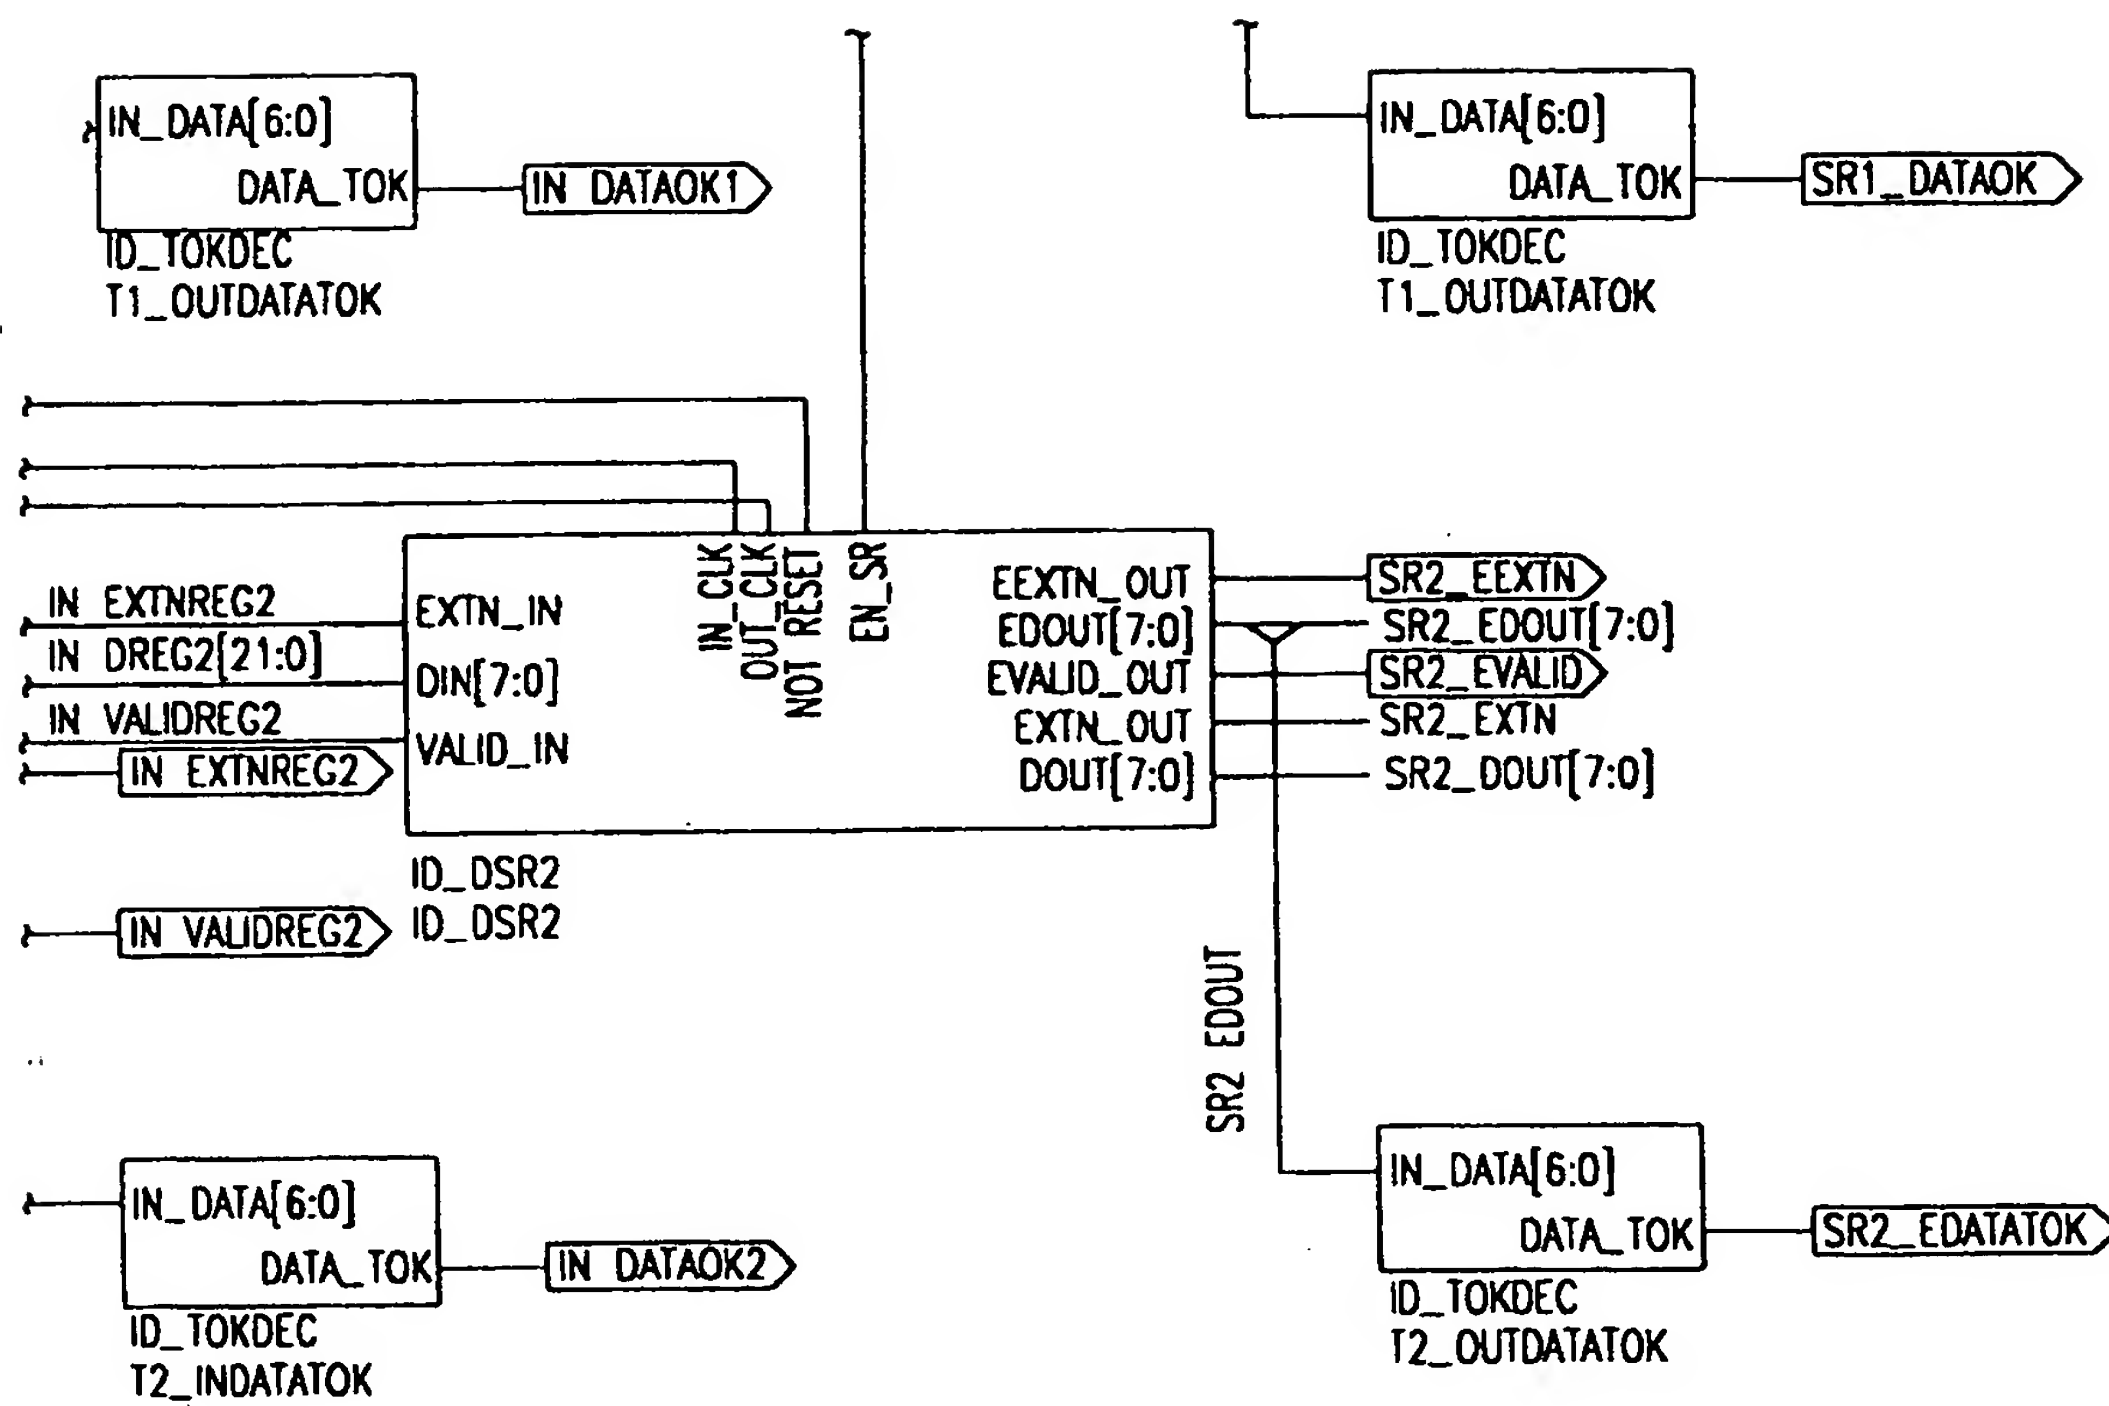 IN_DATA[6:0]
DATA_TOK
IN DATAOK1
ID_TOKDEC
T1_OUTDATATOK
IN_DATA[6:0]
DATA_TOK
SR1_DATAOK
ID_TOKDEC
T1_OUTDATATOK
IN_CLK
OUT_CLK
NOT RESET
EN_SR
IN EXTNREG2
EXTN_IN
IN DREG2[21:0]
DIN[7:0]
IN VALIDREG2
VALID_IN
IN EXTNREG2
EEXTN_OUT
SR2_EEXTN
EDOUT[7:0]
SR2_EDOUT[7:0]
EVALID_OUT
SR2_EVALID
EXTN_OUT
SR2_EXTN
DOUT[7:0]
SR2_DOUT[7:0]
ID_DSR2
ID_DSR2
IN VALIDREG2
SR2 EDOUT
IN_DATA[6:0]
DATA_TOK
IN DATAOK2
ID_TOKDEC
T2_INDATATOK
IN_DATA[6:0]
DATA_TOK
SR2_EDATATOK
ID_TOKDEC
T2_OUTDATATOK